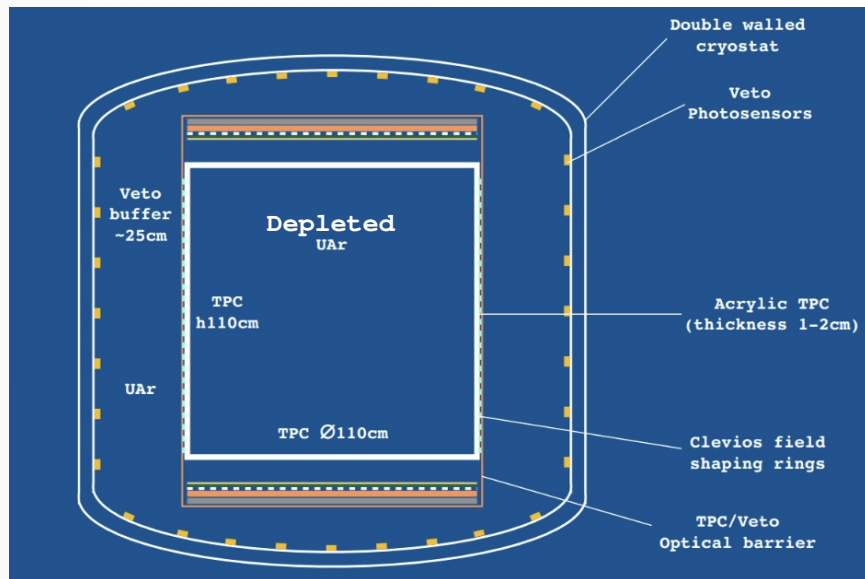 Double walled
cryostat
Veto
Photosensors
Veto
buffer
~25cm
Depleted
UAr
TPC
h110cm
Acrylic TPC
(thickness 1-2cm)
UAr
TPC Ø110cm
Clevios field
shaping rings
TPC/Veto
Optical barrier